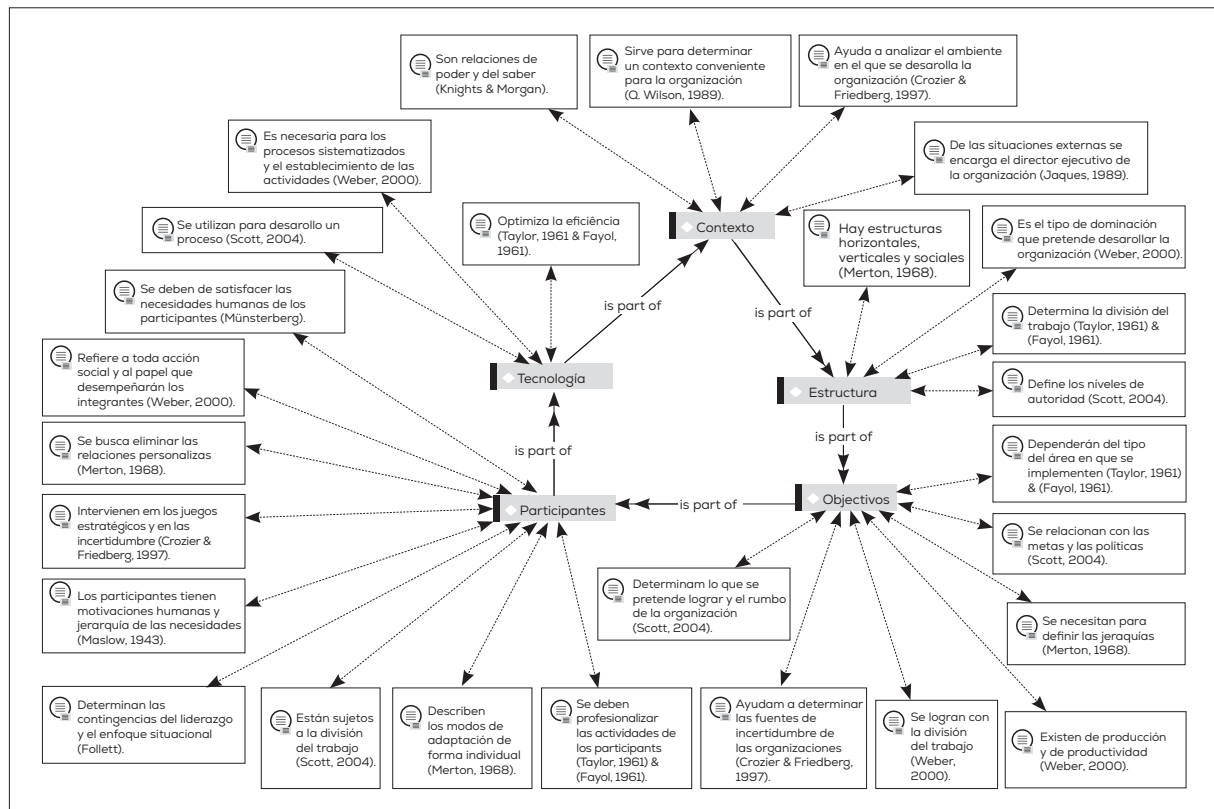 Son relaciones de
poder y del saber
(Knights & Morgan).
Sirve para determinar
un contexto conveniente
para la organización
(Q. Wilson, 1989).
Ayuda a analizar el ambiente
en el que se desarolla la
organización (Crozier &
Friedberg, 1997).
Es necesaria para los
procesos sistematizados
y el establecimiento de las
actividades (Weber, 2000).
De las situaciones externas se
encarga el director ejecutivo de
la organización (Jaques, 1989).
Se utilizan para desarollo un
proceso (Scott, 2004).
Optimiza la eficiência
(Taylor, 1961 & Fayol,
1961).
Contexto
Hay estructuras
horizontales,
verticales y sociales
(Merton, 1968).
Es el tipo de dominación
que pretende desarollar la
organización (Weber, 2000).
Se deben de satisfacer las
necesidades humanas de los
participantes (Münsterberg).
is part of
is part of
Determina la división del
trabajo (Taylor, 1961) &
(Fayol, 1961).
Refiere a toda acción
social y al papel que
desempeñarán los
integrantes (Weber, 2000).
Tecnología
Estructura
Define los niveles de
autoridad (Scott, 2004).
Se busca eliminar las
relaciones personalizas
(Merton, 1968).
is part of
is part of
Dependerán del tipo
del área en que se
implementen (Taylor, 1961)
& (Fayol, 1961).
Intervienen em los juegos
estratégicos y en las
incertidumbre (Crozier &
Friedberg, 1997).
Participantes
is part of
Objectivos
Se relacionan con las
metas y las políticas
(Scott, 2004).
Los participantes tienen
motivaciones humanas y
jerarquía de las necesidades
(Maslow, 1943).
Determinam lo que se
pretende lograr y el rumbo
de la organización
(Scott, 2004).
Se necesitan para
definir las jeraquías
(Merton, 1968).
Determinan las
contingencias del liderazgo
y el enfoque situacional
(Follett).
Están sujetos
a la división
del trabajo
(Scott, 2004).
Describen
los modos de
adaptación de
forma individual
(Merton, 1968).
Se deben
profesionalizar
las actividades de
los participants
(Taylor, 1961) &
(Fayol, 1961).
Ayudam a determinar
las fuentes de
incertidumbre de
las organizaciones
(Crozier & Friedberg,
1997).
Se logran con
la división
del trabajo
(Weber,
2000).
Existen de producción
y de productividad
(Weber, 2000).